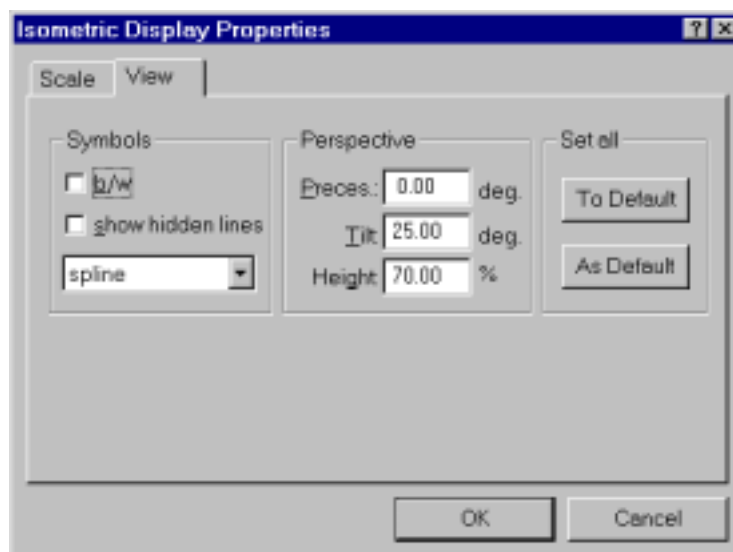 Isometric Display Properties
Scale
View
Symbols
b/w
show hidden lines
spline
Perspective
Preces.: 0.00 deg.
Tilt 25.00 deg.
Height 70.00 %
Set all
To Default
As Default
OK
Cancel